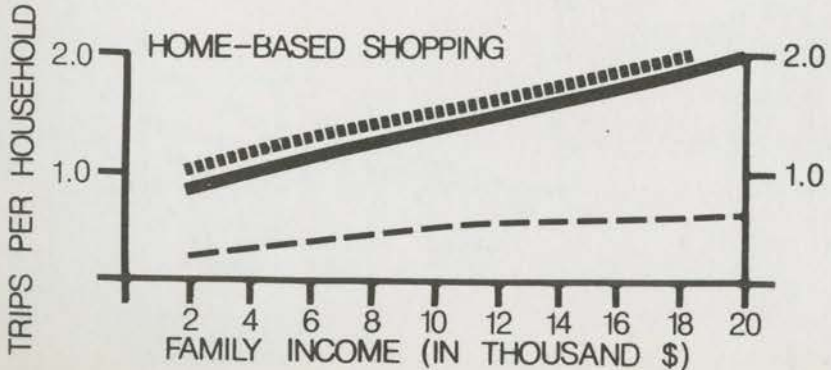 HOME-BASED SHOPPING
TRIPS PER HOUSEHOLD
2.0
1.0
2.0
1.0
2 4 6 8 10 12 14 16 18 20
FAMILY INCOME (IN THOUSAND $)